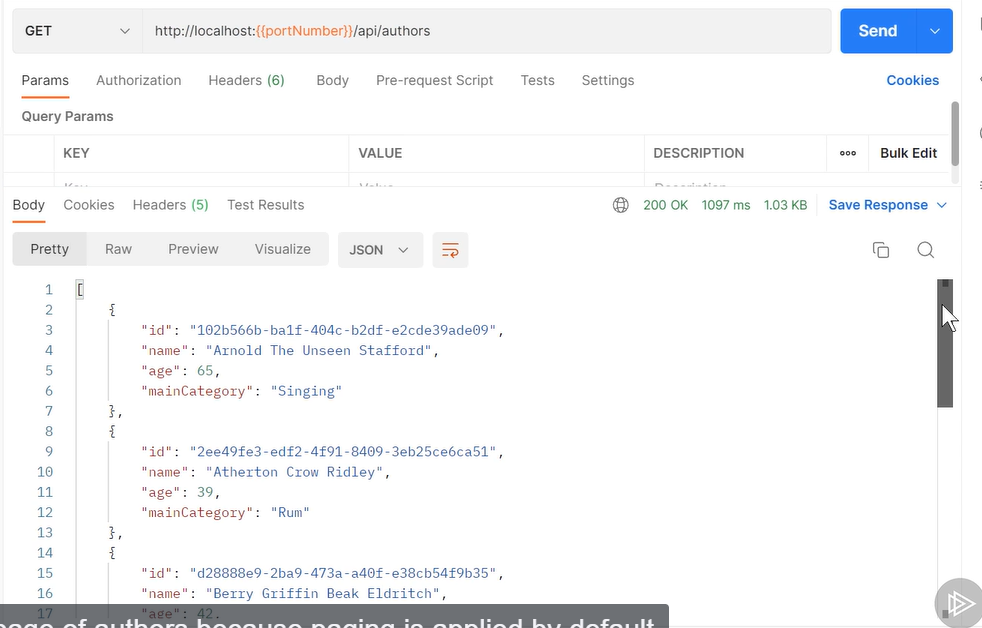 GET http://localhost:{{portNumber}}/api/authors Send
Params Authorization Headers (6) Body Pre-request Script Tests Settings Cookies
Query Params
KEY VALUE DESCRIPTION ooo Bulk Edit
Key Value Description
Body Cookies Headers (5) Test Results 200 OK 1097 ms 1.03 KB Save Response
Pretty Raw Preview Visualize JSON
1 [
2 {
3 "id": "102b566b-ba1f-404c-b2df-e2cde39ade09",
4 "name": "Arnold The Unseen Stafford",
5 "age": 65,
6 "mainCategory": "Singing"
7 },
8 {
9 "id": "2ee49fe3-edf2-4f91-8409-3eb25ce6ca51",
10 "name": "Atherton Crow Ridley",
11 "age": 39,
12 "mainCategory": "Rum"
13 },
14 {
15 "id": "d28888e9-2ba9-473a-a40f-e38cb54f9b35",
16 "name": "Berry Griffin Beak Eldritch",
17 "age": 42,
page of authors because paging is applied by default